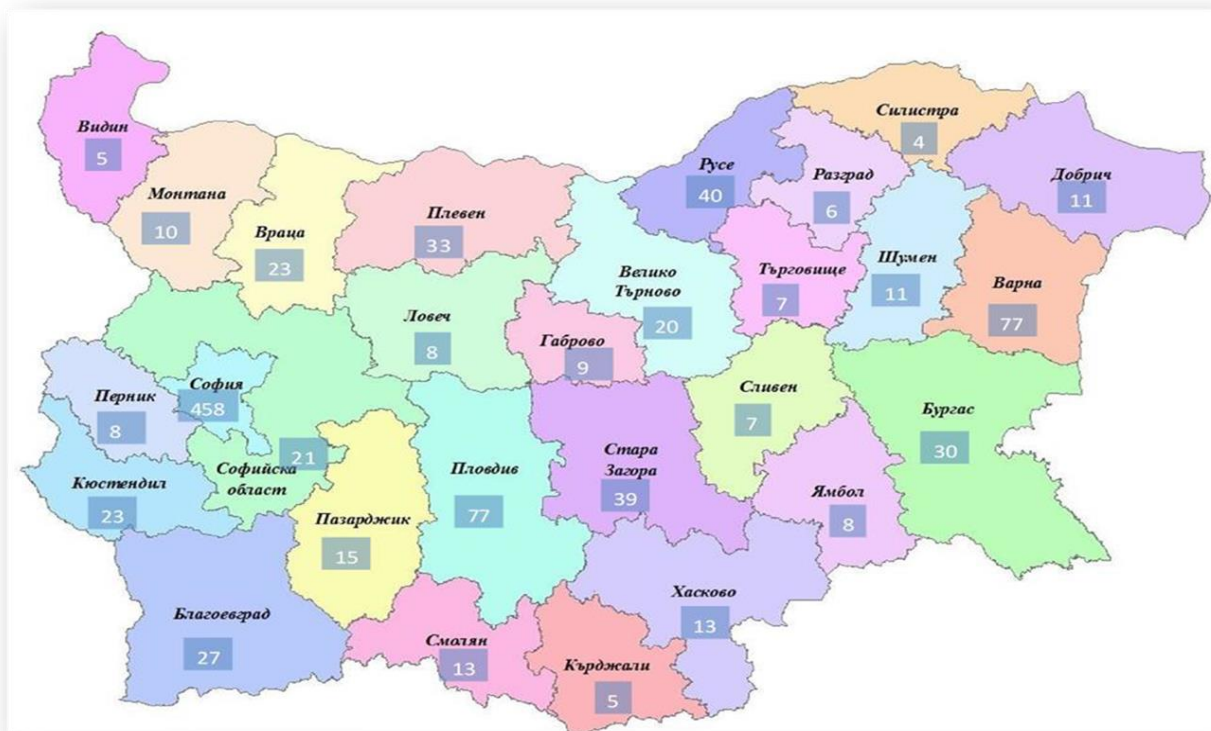 Видин
5
Монтана
10
Враца
23
Плевен
33
Русе
40
Силистра
4
Разград
6
Добрич
11
Велико
Търново
20
Търговище
7
Шумен
11
Варна
77
Ловеч
8
Габрово
9
Перник
8
София
458
Софийска
област
21
Сливен
7
Бургас
30
Кюстендил
23
Пазарджик
15
Пловдив
77
Стара
Загора
39
Ямбол
8
Благоевград
27
Смолян
13
Кърджали
5
Хасково
13